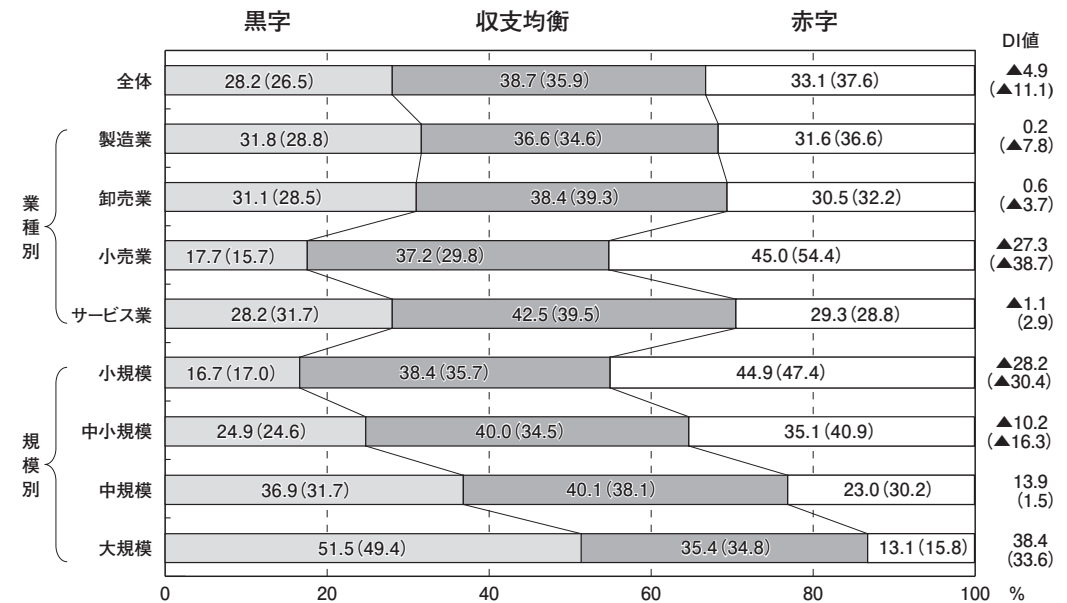 黒字 収支均衡 赤字
DI値
全体 28.2(26.5) 38.7(35.9) 33.1(37.6) ▲4.9
(▲11.1)
業種別
製造業 31.8(28.8) 36.6(34.6) 31.6(36.6) 0.2
(▲7.8)
卸売業 31.1(28.5) 38.4(39.3) 30.5(32.2) 0.6
(▲3.7)
小売業 17.7(15.7) 37.2(29.8) 45.0(54.4) ▲27.3
(▲38.7)
サービス業 28.2(31.7) 42.5(39.5) 29.3(28.8) ▲1.1
(2.9)
規模別
小規模 16.7(17.0) 38.4(35.7) 44.9(47.4) ▲28.2
(▲30.4)
中小規模 24.9(24.6) 40.0(34.5) 35.1(40.9) ▲10.2
(▲16.3)
中規模 36.9(31.7) 40.1(38.1) 23.0(30.2) 13.9
(1.5)
大規模 51.5(49.4) 35.4(34.8) 13.1(15.8) 38.4
(33.6)
0 20 40 60 80 100 %